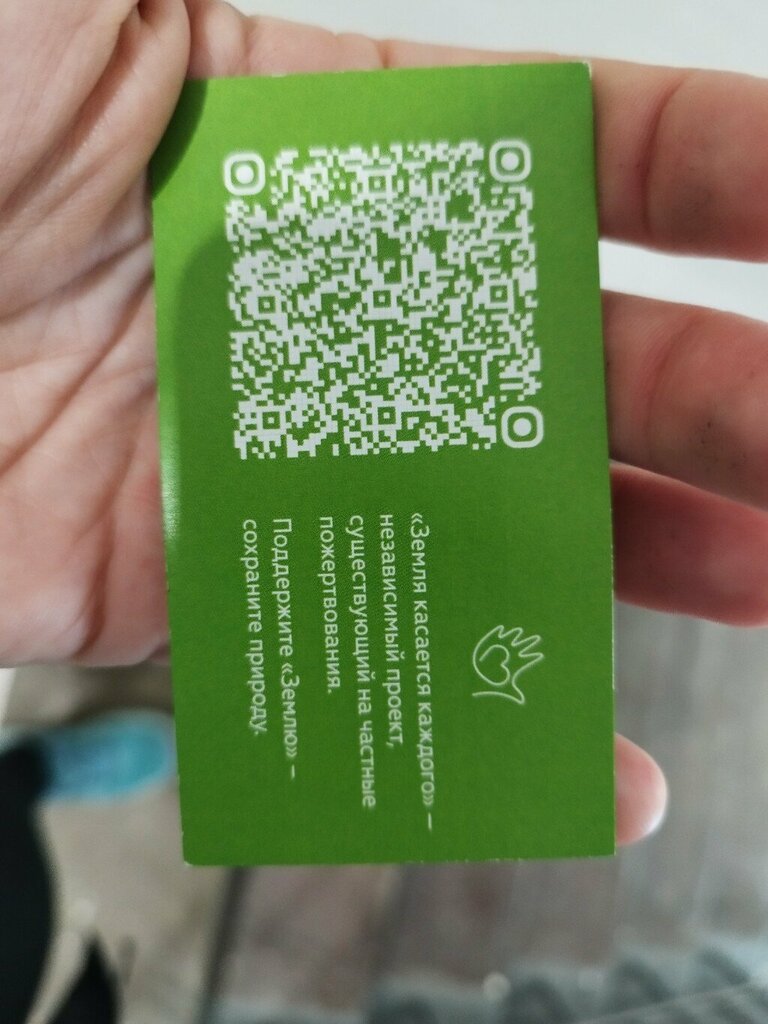 «Земля касается каждого» –
независимый проект,
существующий на частные
пожертвования.
Поддержите «Землю» –
сохраните природу.